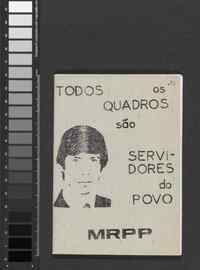 TODOS os
QUADROS
são
SERVI-
DORES
do
POVO
MRPP